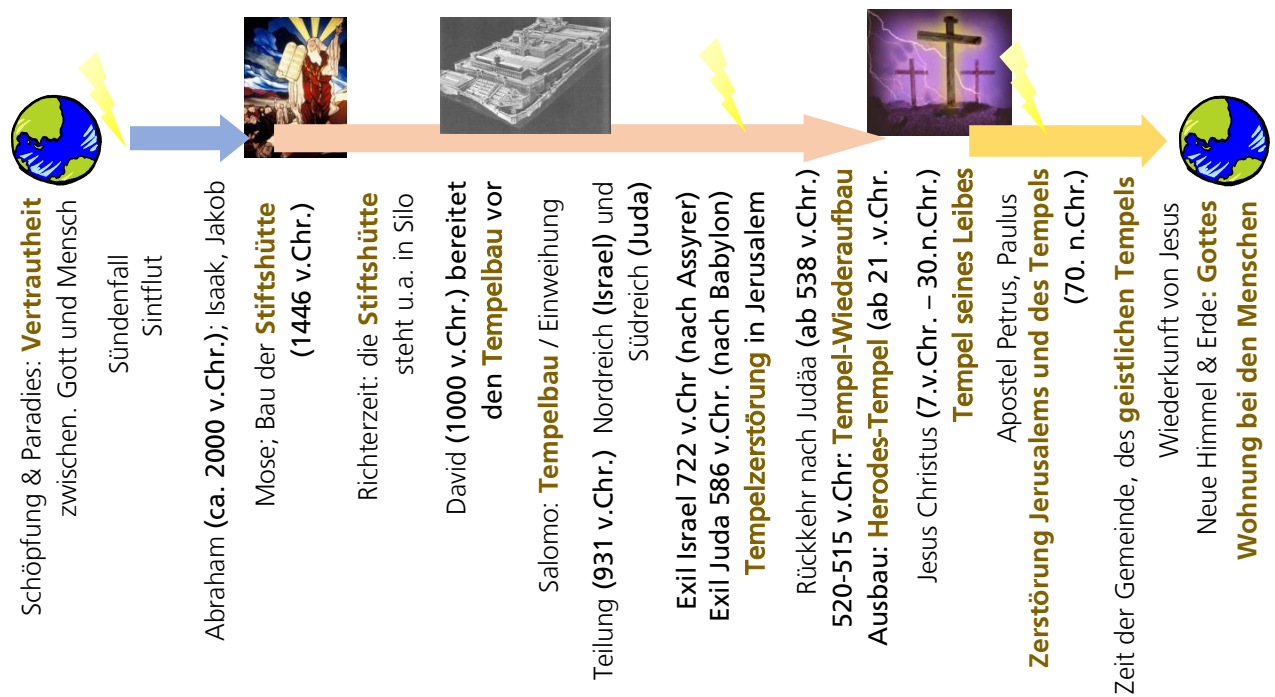 Schöpfung & Paradies: Vertrautheit
zwischen. Gott und Mensch
Sündenfall
Sintflut
Abraham (ca. 2000 v.Chr.); Isaak, Jakob
Mose; Bau der Stiftshütte
(1446 v.Chr.)
Richterzeit: die Stiftshütte
steht u.a. in Silo
David (1000 v.Chr.) bereitet
den Tempelbau vor
Salomo: Tempelbau / Einweihung
Teilung (931 v.Chr.) Nordreich (Israel) und
Südreich (Juda)
Exil Israel 722 v.Chr (nach Assyrer)
Exil Juda 586 v.Chr. (nach Babylon)
Tempelzerstörung in Jerusalem
Rückkehr nach Judäa (ab 538 v.Chr.)
520-515 v.Chr: Tempel-Wiederaufbau
Ausbau: Herodes-Tempel (ab 21 .v.Chr.
Jesus Christus (7.v.Chr. – 30.n.Chr.)
Tempel seines Leibes
Apostel Petrus, Paulus
Zerstörung Jerusalems und des Tempels
(70. n.Chr.)
Zeit der Gemeinde, des geistlichen Tempels
Wiederkunft von Jesus
Neue Himmel & Erde: Gottes
Wohnung bei den Menschen